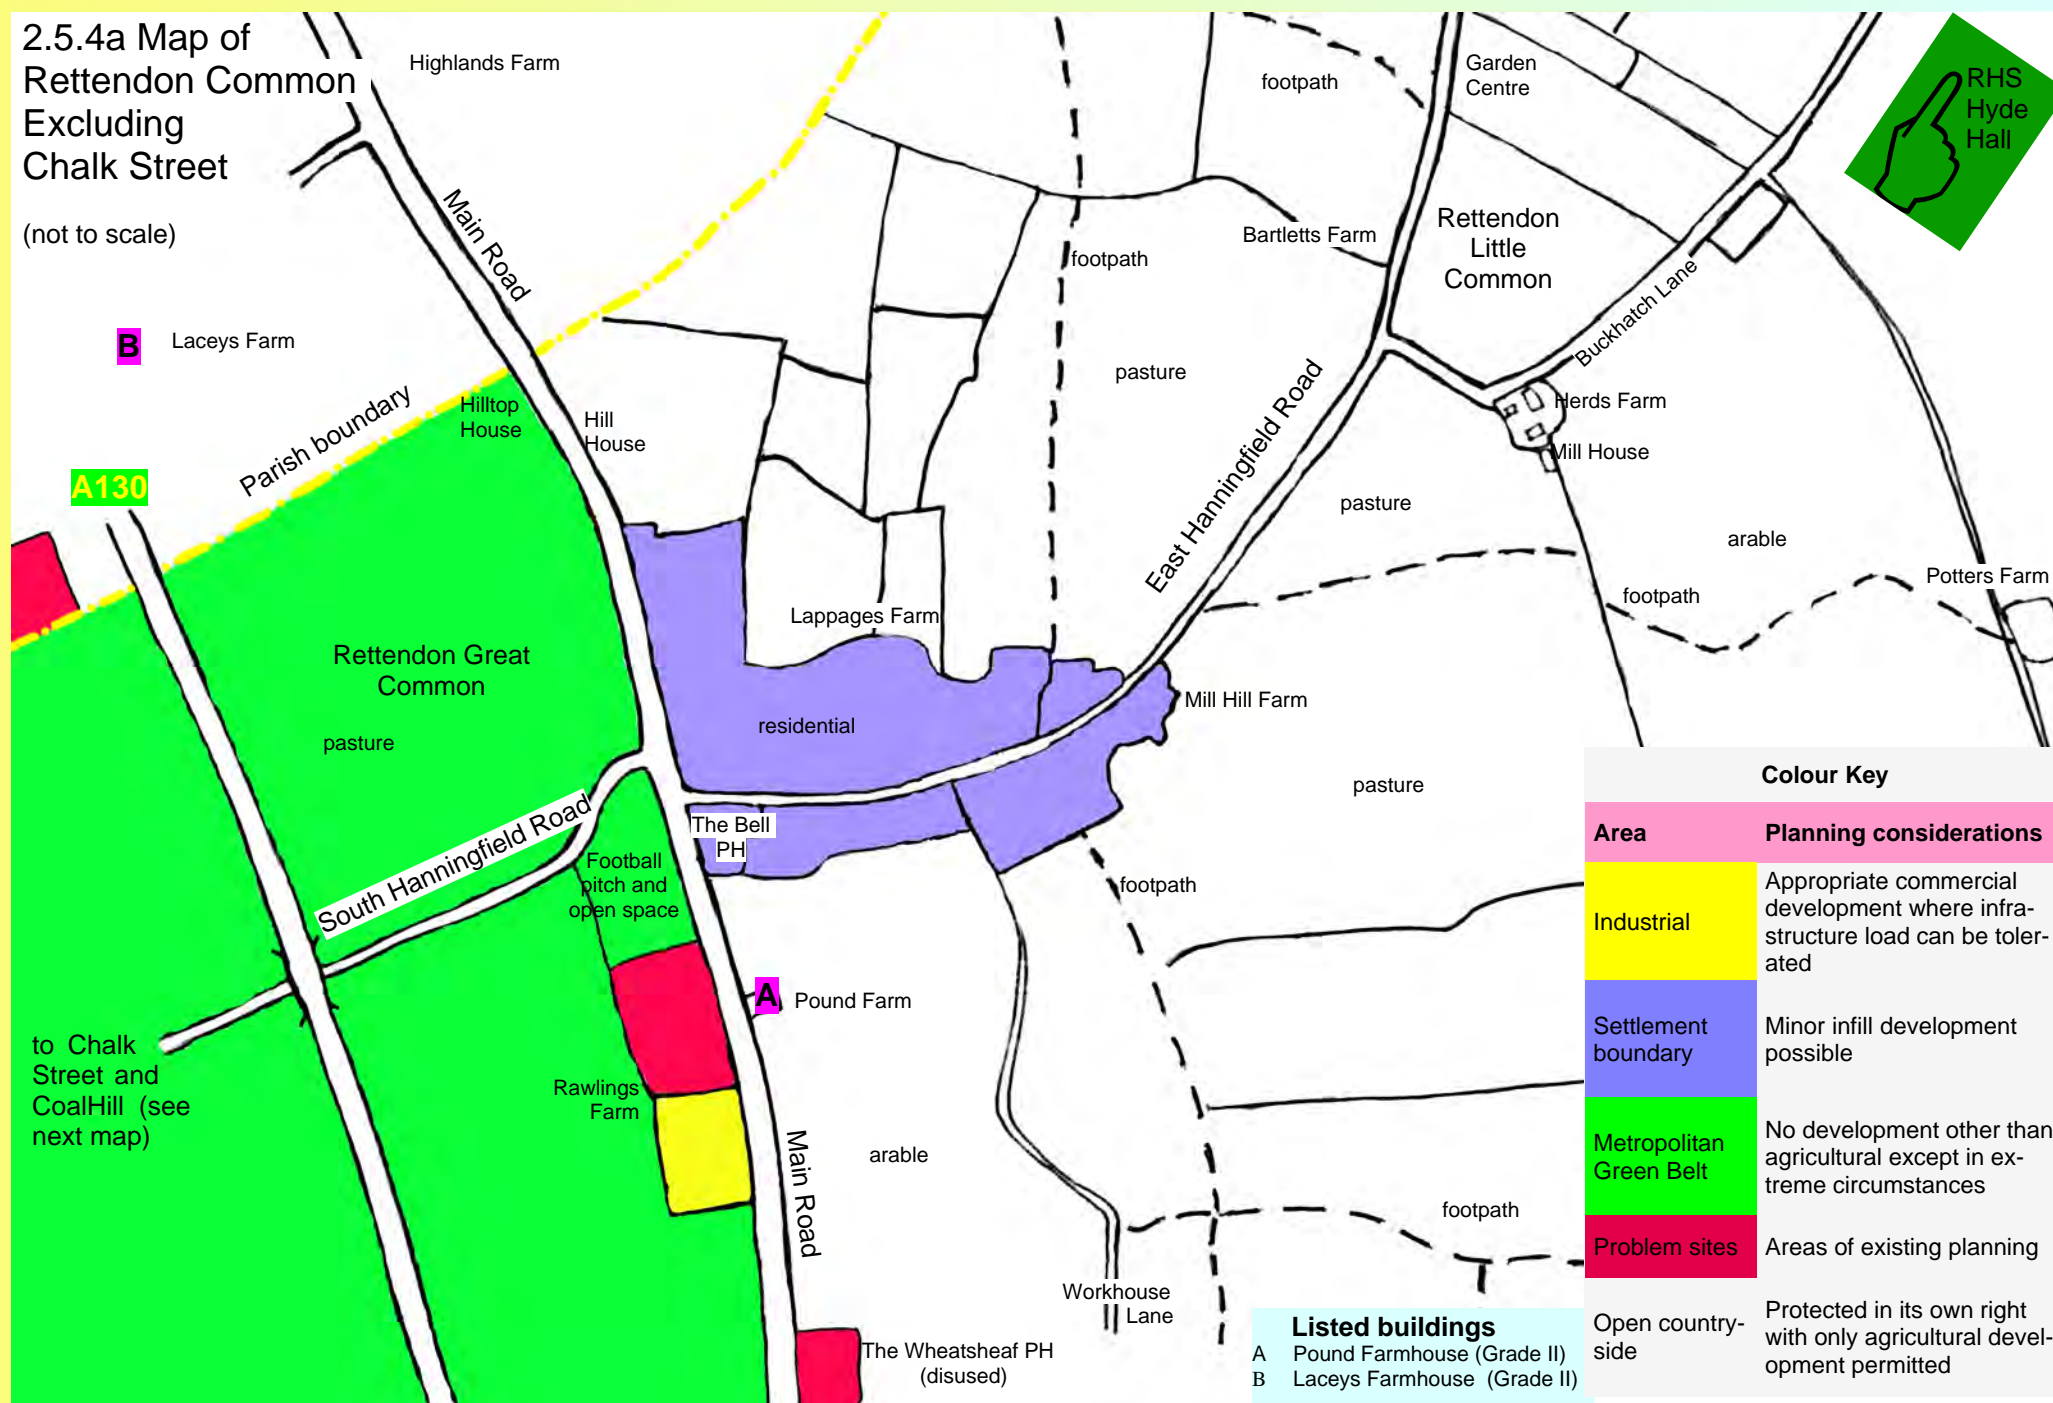 2.5.4a Map of
Rettendon Common
Excluding
Chalk Street
(not to scale)
Highlands Farm
Main Road
footpath
Garden
Centre
RHS
Hyde
Hall
Bartletts Farm
Rettendon
Little
Common
footpath
Buckhatch Lane
B
Laceys Farm
Parish boundary
Hilltop
House
Hill
House
pasture
East Hanningfield Road
Herds Farm
Mill House
A130
pasture
arable
footpath
Potters Farm
Lappages Farm
Rettendon Great
Common
pasture
residential
Mill Hill Farm
pasture
South Hanningfield Road
The Bell
PH
Football
pitch and
open space
footpath
A
Pound Farm
to Chalk
Street and
CoalHill (see
next map)
Rawlings
Farm
Main Road
arable
footpath
Workhouse
Lane
The Wheatsheaf PH
(disused)
Listed buildings
A Pound Farmhouse (Grade II)
B Laceys Farmhouse (Grade II)
Colour Key
Area Planning considerations
Industrial
Appropriate commercial
development where infra-
structure load can be toler-
ated
Settlement
boundary
Minor infill development
possible
Metropolitan
Green Belt
No development other than
agricultural except in ex-
treme circumstances
Problem sites Areas of existing planning
Open country-
side
Protected in its own right
with only agricultural devel-
opment permitted